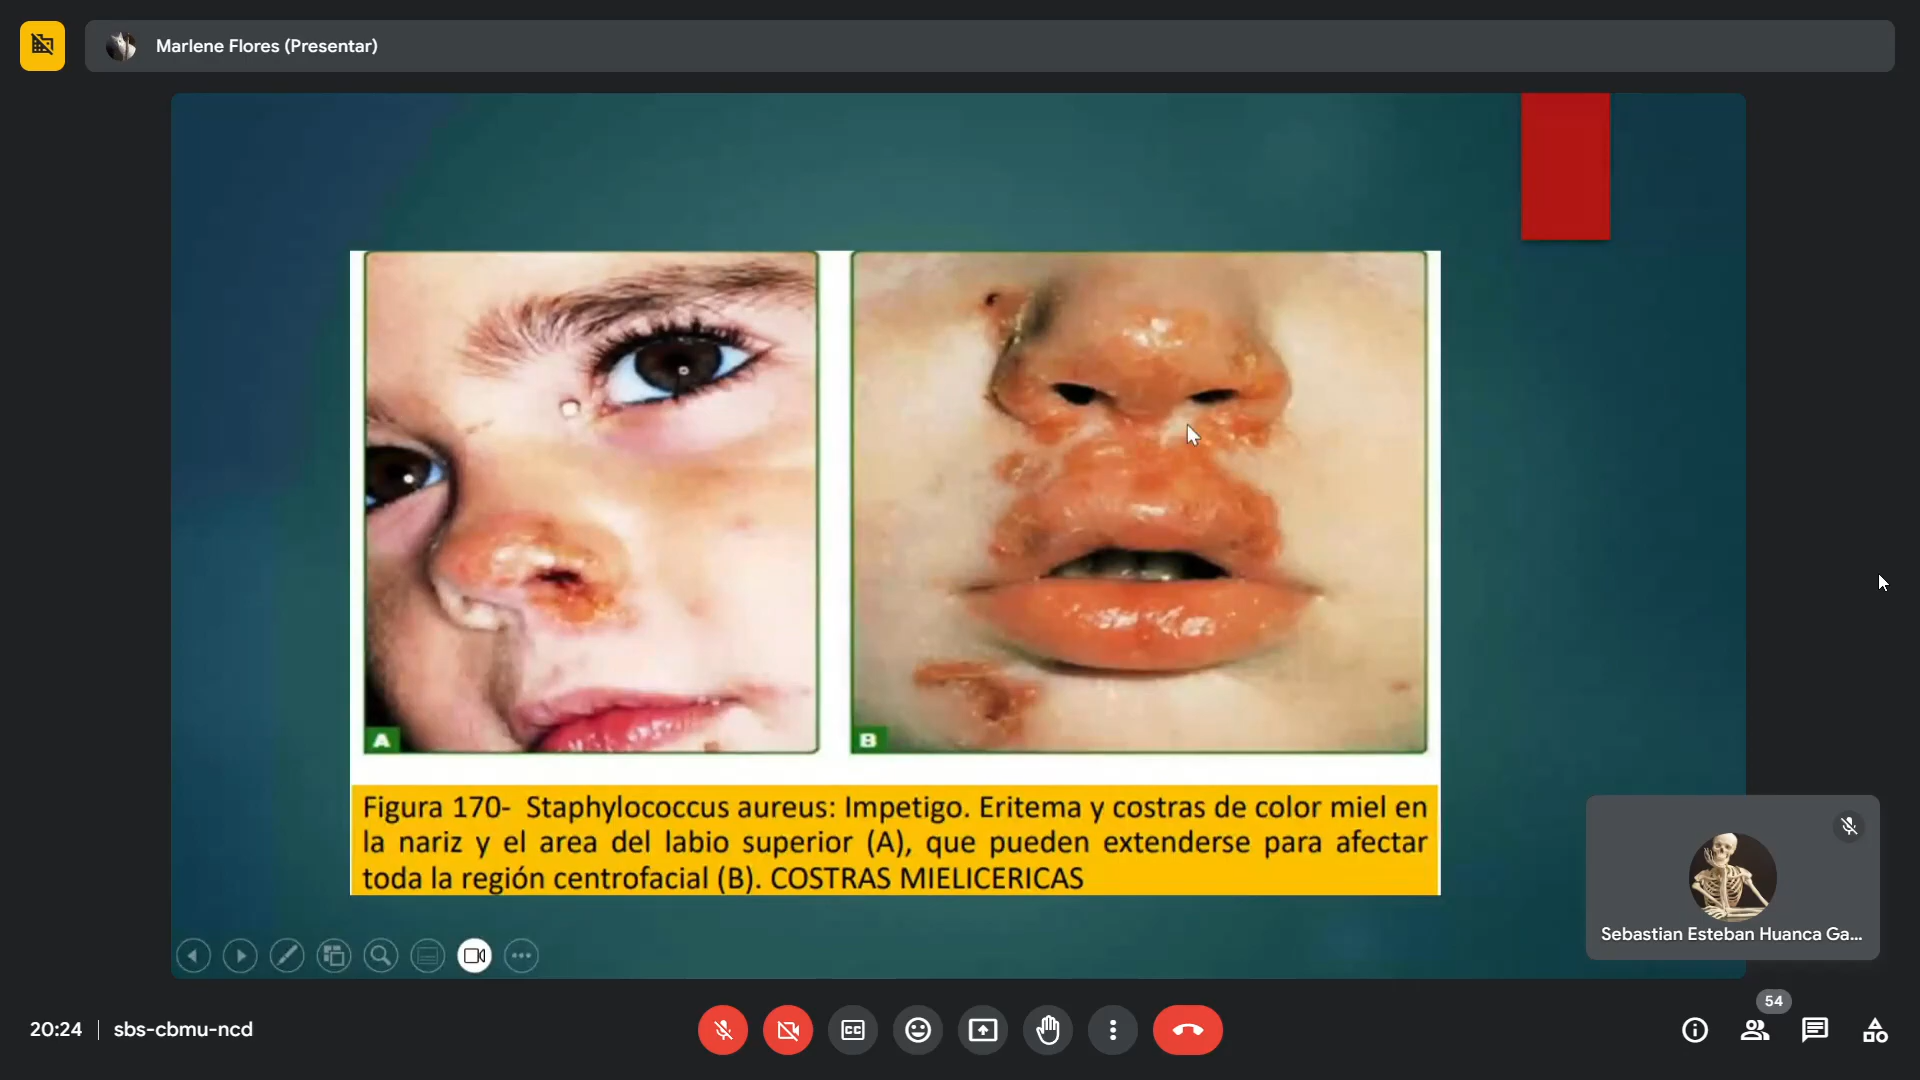 Marlene Flores (Presentar)
A
B
Figura 170- Staphylococcus aureus: Impetigo. Eritema y costras de color miel en
la nariz y el area del labio superior (A), que pueden extenderse para afectar
toda la región centrofacial (B). COSTRAS MIELICERICAS
Sebastian Esteban Huanca Ga...
20:24
sbs-cbmu-ncd
CC
54